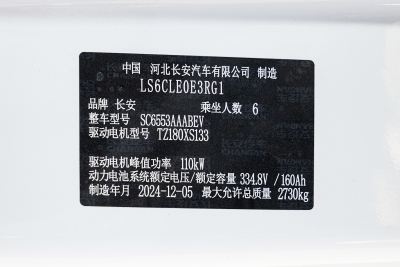 中国 河北长安汽车有限公司 制造
LS6CLE0E3RG1
品牌 长安 乘坐人数 6
整车型号 SC6553AAABEV
驱动电机型号 TZ180XS133
驱动电机峰值功率 110kW
动力电池系统额定电压/额定容量 334.8V /160Ah
制造年月 2024-12-05 最大允许总质量 2730kg